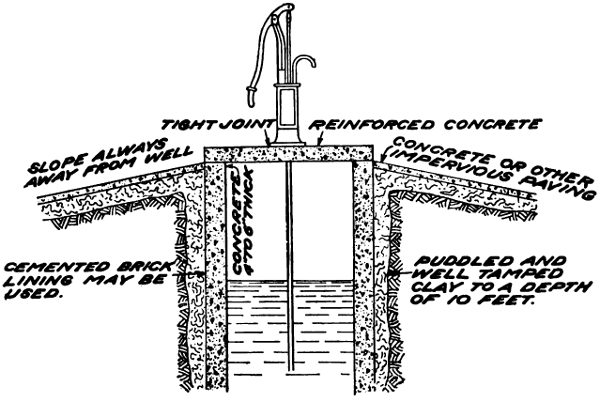 TIGHT JOINT
REINFORCED CONCRETE
SLOPE ALWAYS
AWAY FROM WELL
CONCRETE OR OTHER
IMPERVIOUS PAVING
CONCRETE
4"TO 6"THICK
CEMENTED BRICK
LINING MAY BE
USED.
PUDDLED AND
WELL TAMPED
CLAY TO A DEPTH
OF 10 FEET.